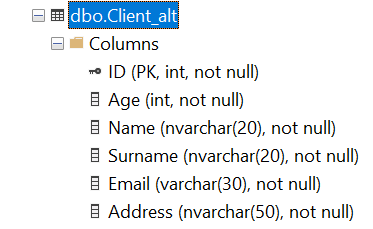 dbo.Client_alt
Columns
ID (PK, int, not null)
Age (int, not null)
Name (nvarchar(20), not null)
Surname (nvarchar(20), not null)
Email (varchar(30), not null)
Address (nvarchar(50), not null)